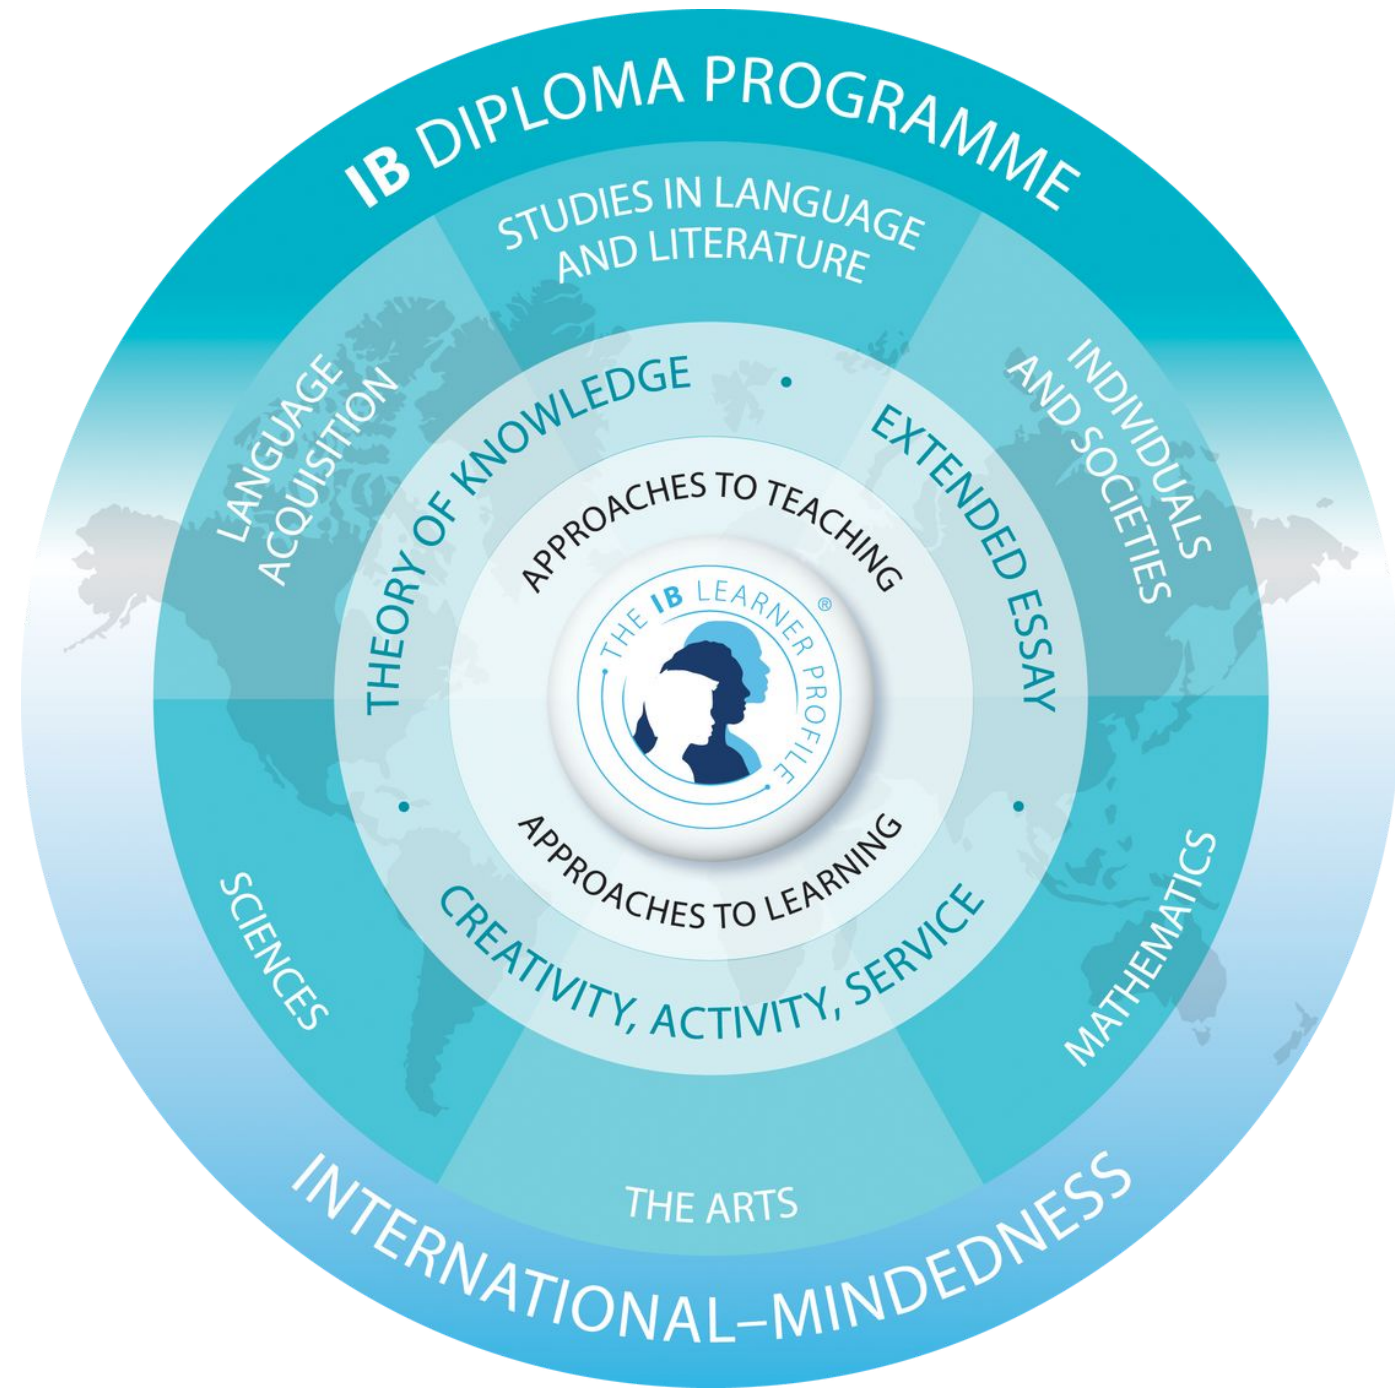 IB DIPLOMA PROGRAMME
STUDIES IN LANGUAGE
AND LITERATURE
LANGUAGE
ACQUISITION
INDIVIDUALS
AND SOCIETIES
THEORY OF KNOWLEDGE
•
EXTENDED ESSAY
•
APPROACHES TO TEACHING
THE IB LEARNER PROFILE
®
APPROACHES TO LEARNING
•
CREATIVITY, ACTIVITY, SERVICE
SCIENCES
MATHEMATICS
THE ARTS
INTERNATIONAL–MINDEDNESS